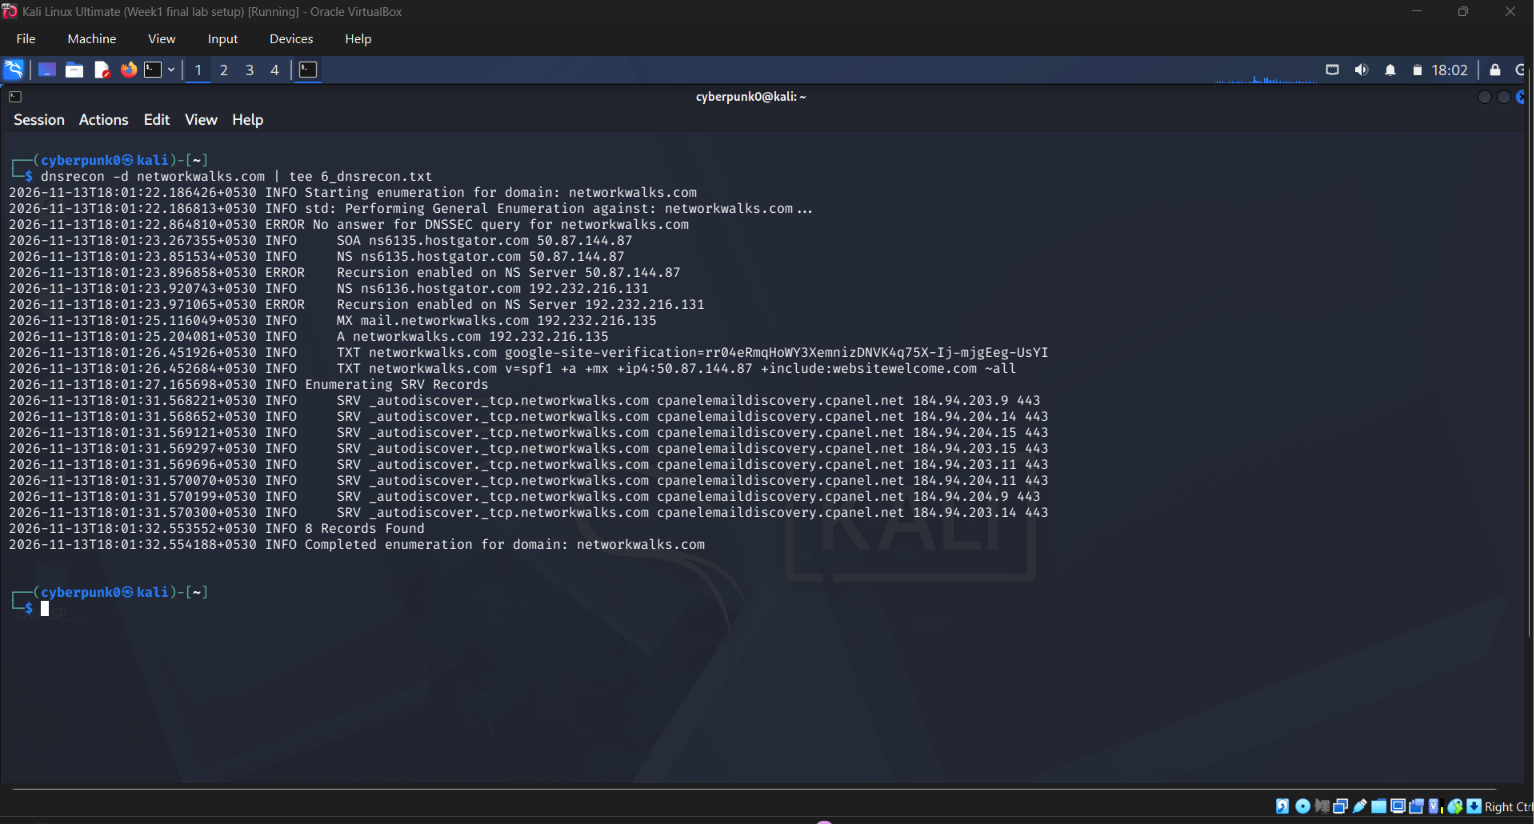 Kali Linux Ultimate (Week1 final lab setup) [Running] - Oracle VirtualBox
File Machine View Input Devices Help
1 2 3 4 18:02
cyberpunk0@kali: ~
Session Actions Edit View Help
┌──(cyberpunk0㉿kali)-[~]
└─$ dnsrecon -d networkwalks.com | tee 6_dnsrecon.txt
2026-11-13T18:01:22.186426+0530 INFO Starting enumeration for domain: networkwalks.com
2026-11-13T18:01:22.186813+0530 INFO std: Performing General Enumeration against: networkwalks.com...
2026-11-13T18:01:22.864810+0530 ERROR No answer for DNSSEC query for networkwalks.com
2026-11-13T18:01:23.267355+0530 INFO     SOA ns6135.hostgator.com 50.87.144.87
2026-11-13T18:01:23.851534+0530 INFO     NS ns6135.hostgator.com 50.87.144.87
2026-11-13T18:01:23.896858+0530 ERROR    Recursion enabled on NS Server 50.87.144.87
2026-11-13T18:01:23.920743+0530 INFO     NS ns6136.hostgator.com 192.232.216.131
2026-11-13T18:01:23.971065+0530 ERROR    Recursion enabled on NS Server 192.232.216.131
2026-11-13T18:01:25.116049+0530 INFO     MX mail.networkwalks.com 192.232.216.135
2026-11-13T18:01:25.204081+0530 INFO     A networkwalks.com 192.232.216.135
2026-11-13T18:01:26.451926+0530 INFO     TXT networkwalks.com google-site-verification=rr04eRmqHoWY3XemnizDNVK4q75X-Ij-mjgEeg-UsYI
2026-11-13T18:01:26.452684+0530 INFO     TXT networkwalks.com v=spf1 +a +mx +ip4:50.87.144.87 +include:websitewelcome.com ~all
2026-11-13T18:01:27.165698+0530 INFO Enumerating SRV Records
2026-11-13T18:01:31.568221+0530 INFO     SRV _autodiscover._tcp.networkwalks.com cpanelemaildiscovery.cpanel.net 184.94.203.9 443
2026-11-13T18:01:31.568652+0530 INFO     SRV _autodiscover._tcp.networkwalks.com cpanelemaildiscovery.cpanel.net 184.94.204.14 443
2026-11-13T18:01:31.569121+0530 INFO     SRV _autodiscover._tcp.networkwalks.com cpanelemaildiscovery.cpanel.net 184.94.204.15 443
2026-11-13T18:01:31.569297+0530 INFO     SRV _autodiscover._tcp.networkwalks.com cpanelemaildiscovery.cpanel.net 184.94.203.15 443
2026-11-13T18:01:31.569696+0530 INFO     SRV _autodiscover._tcp.networkwalks.com cpanelemaildiscovery.cpanel.net 184.94.203.11 443
2026-11-13T18:01:31.570070+0530 INFO     SRV _autodiscover._tcp.networkwalks.com cpanelemaildiscovery.cpanel.net 184.94.204.11 443
2026-11-13T18:01:31.570199+0530 INFO     SRV _autodiscover._tcp.networkwalks.com cpanelemaildiscovery.cpanel.net 184.94.204.9 443
2026-11-13T18:01:31.570300+0530 INFO     SRV _autodiscover._tcp.networkwalks.com cpanelemaildiscovery.cpanel.net 184.94.203.14 443
2026-11-13T18:01:32.553552+0530 INFO 8 Records Found
2026-11-13T18:01:32.554188+0530 INFO Completed enumeration for domain: networkwalks.com
KALI
┌──(cyberpunk0㉿kali)-[~]
└─$
Right Ctrl